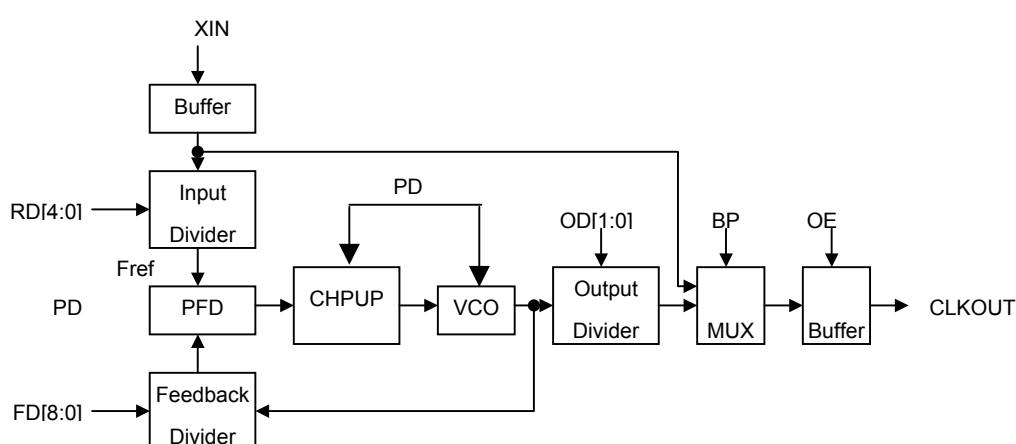 XIN
Buffer
Input
Divider
RD[4:0]
PD
OD[1:0]
BP
OE
Fref
PD
PFD
CHPUP
VCO
Output
Divider
MUX
Buffer
CLKOUT
Feedback
Divider
FD[8:0]